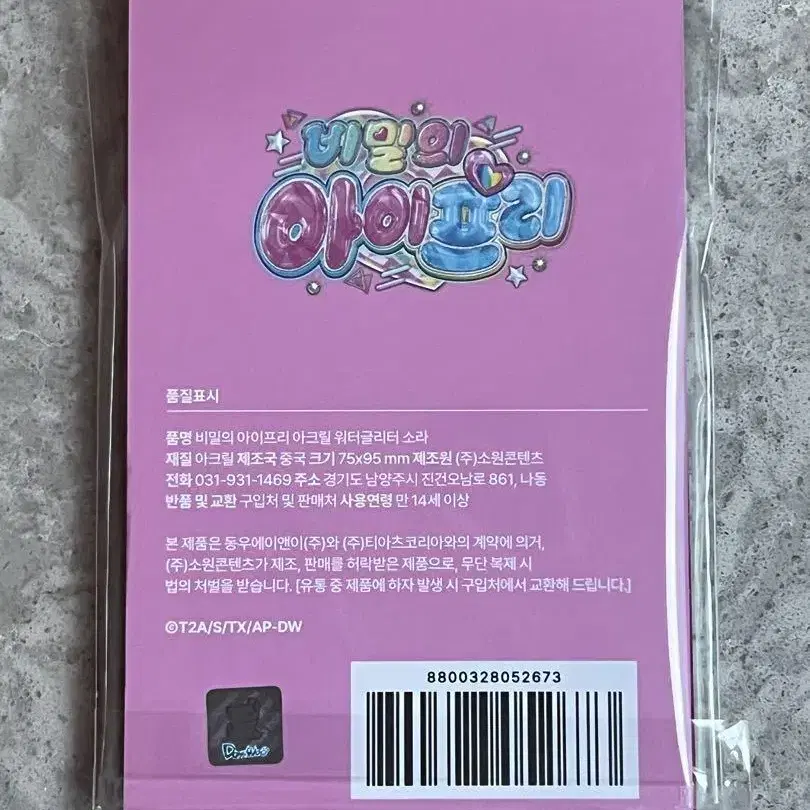 비밀의
아이프리
품질표시
품명 비밀의 아이프리 아크릴 워터글리터 소라
재질 아크릴 제조국 중국 크기 75x95 mm 제조원 (주)소원콘텐츠
전화 031-931-1469 주소 경기도 남양주시 진건오남로 861, 나동
반품 및 교환 구입처 및 판매처 사용연령 만 14세 이상
본 제품은 동우에이앤이(주)와 (주)티아츠코리아와의 계약에 의거,
(주)소원콘텐츠가 제조, 판매를 허락받은 제품으로, 무단 복제 시
법의 처벌을 받습니다. [유통 중 제품에 하자 발생 시 구입처에서 교환해 드립니다.]
©T2A/S/TX/AP-DW
8800328052673